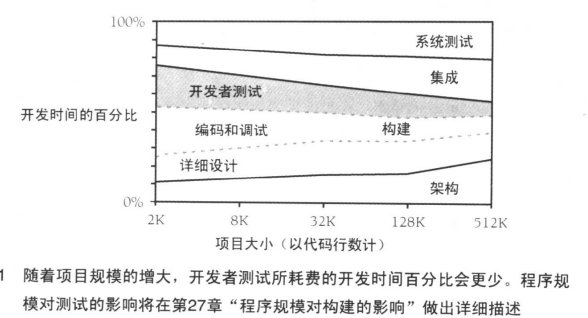 100%
系统测试
集成
开发者测试
开发时间的百分比
编码和调试 构建
详细设计
架构
0%
2K 8K 32K 128K 512K
项目大小（以代码行数计）
1 随着项目规模的增大，开发者测试所耗费的开发时间百分比会更少。程序规
模对测试的影响将在第27章“程序规模对构建的影响”做出详细描述